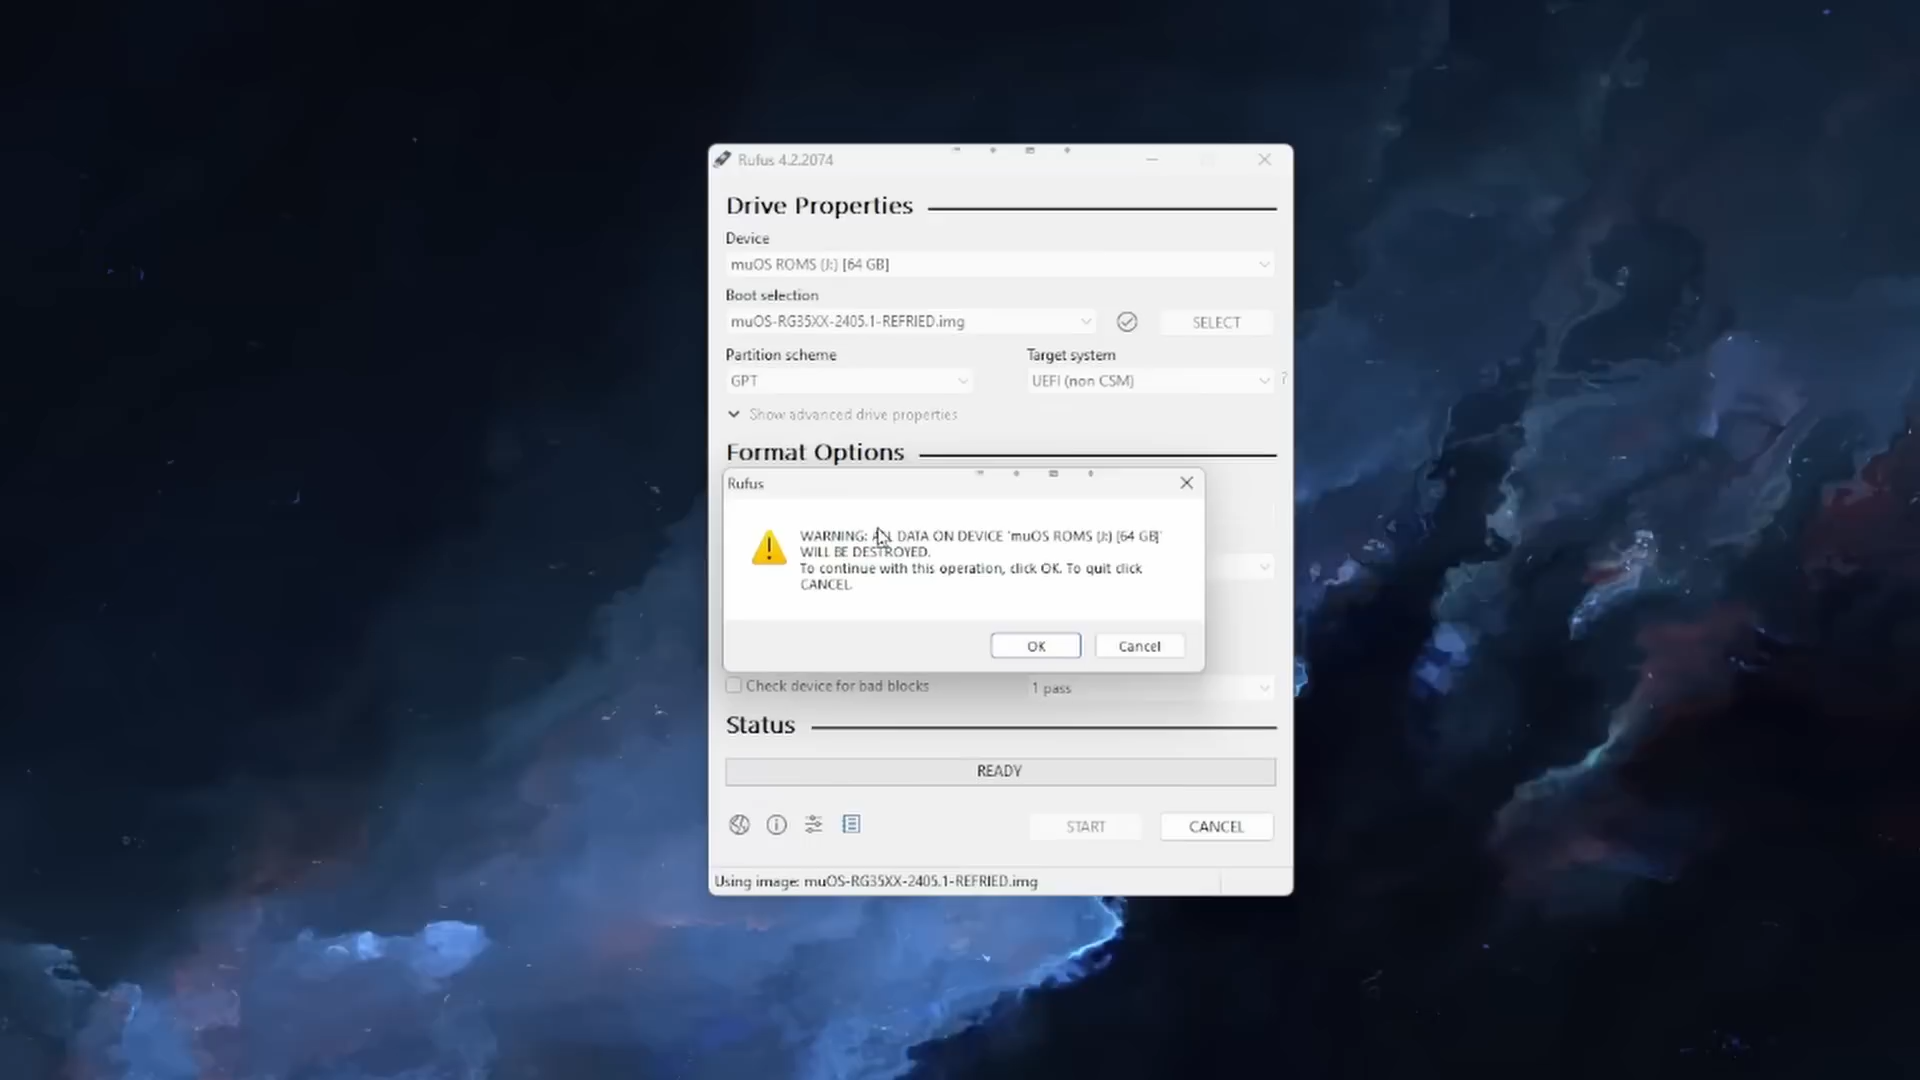 Rufus 4.2.2074
Drive Properties
Device
muOS ROMS (J:) [64 GB]
Boot selection
muOS-RG35XX-2405.1-REFRIED.img
SELECT
Partition scheme
Target system
GPT
UEFI (non CSM)
?
Show advanced drive properties
Format Options
Rufus
WARNING: ALL DATA ON DEVICE 'muOS ROMS (J:) [64 GB]'
WILL BE DESTROYED.
To continue with this operation, click OK. To quit click
CANCEL.
OK
Cancel
Check device for bad blocks
1 pass
Status
READY
START
CANCEL
Using image: muOS-RG35XX-2405.1-REFRIED.img